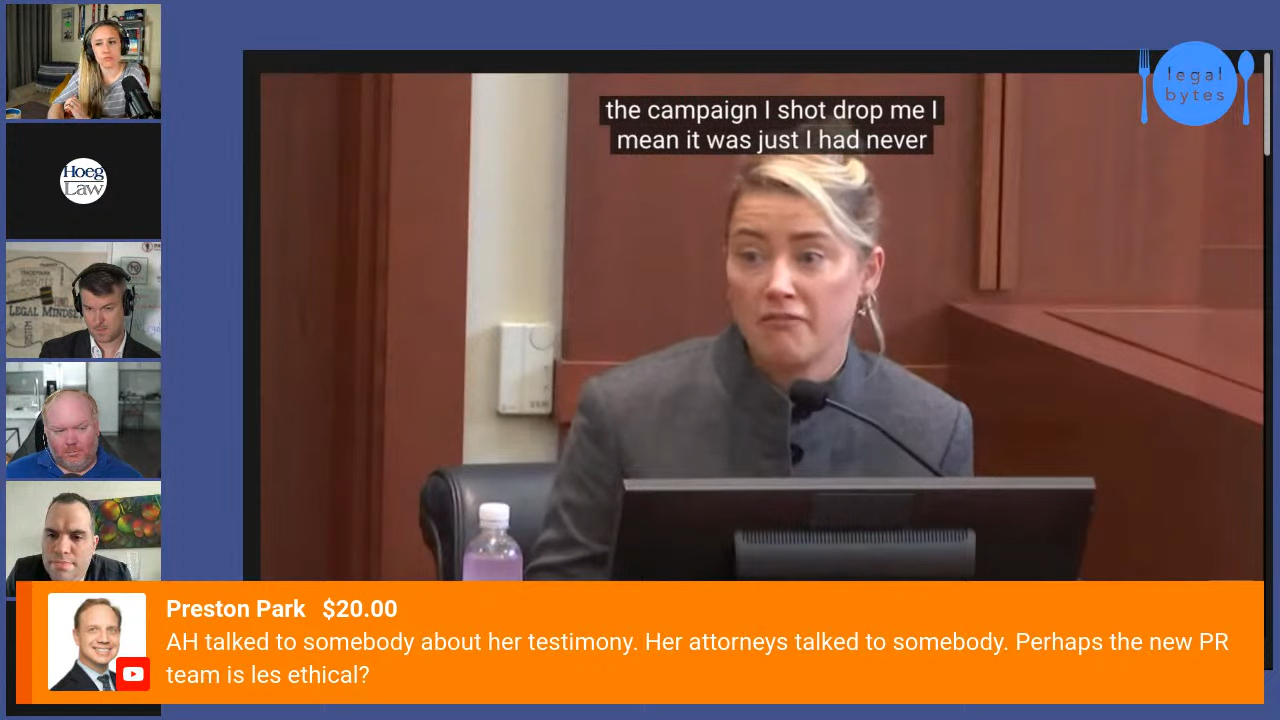 the campaign I shot drop me I
mean it was just I had never
legal
bytes
Hoeg
Law
LEGAL MINDSET
Preston Park $20.00
AH talked to somebody about her testimony. Her attorneys talked to somebody. Perhaps the new PR
team is les ethical?